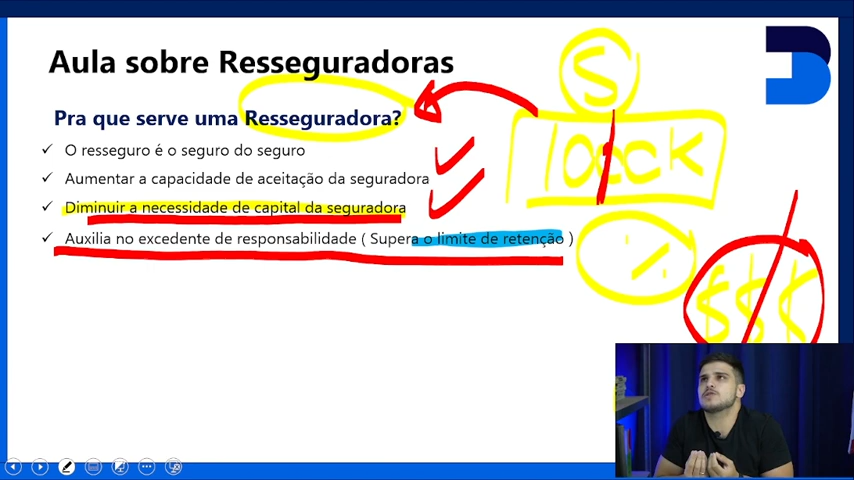 Aula sobre Resseguradoras
Pra que serve uma Resseguradora?
O resseguro é o seguro do seguro
Aumentar a capacidade de aceitação da seguradora
Diminuir a necessidade de capital da seguradora
Auxilia no excedente de responsabilidade ( Supera o limite de retenção )
S
%
$$$